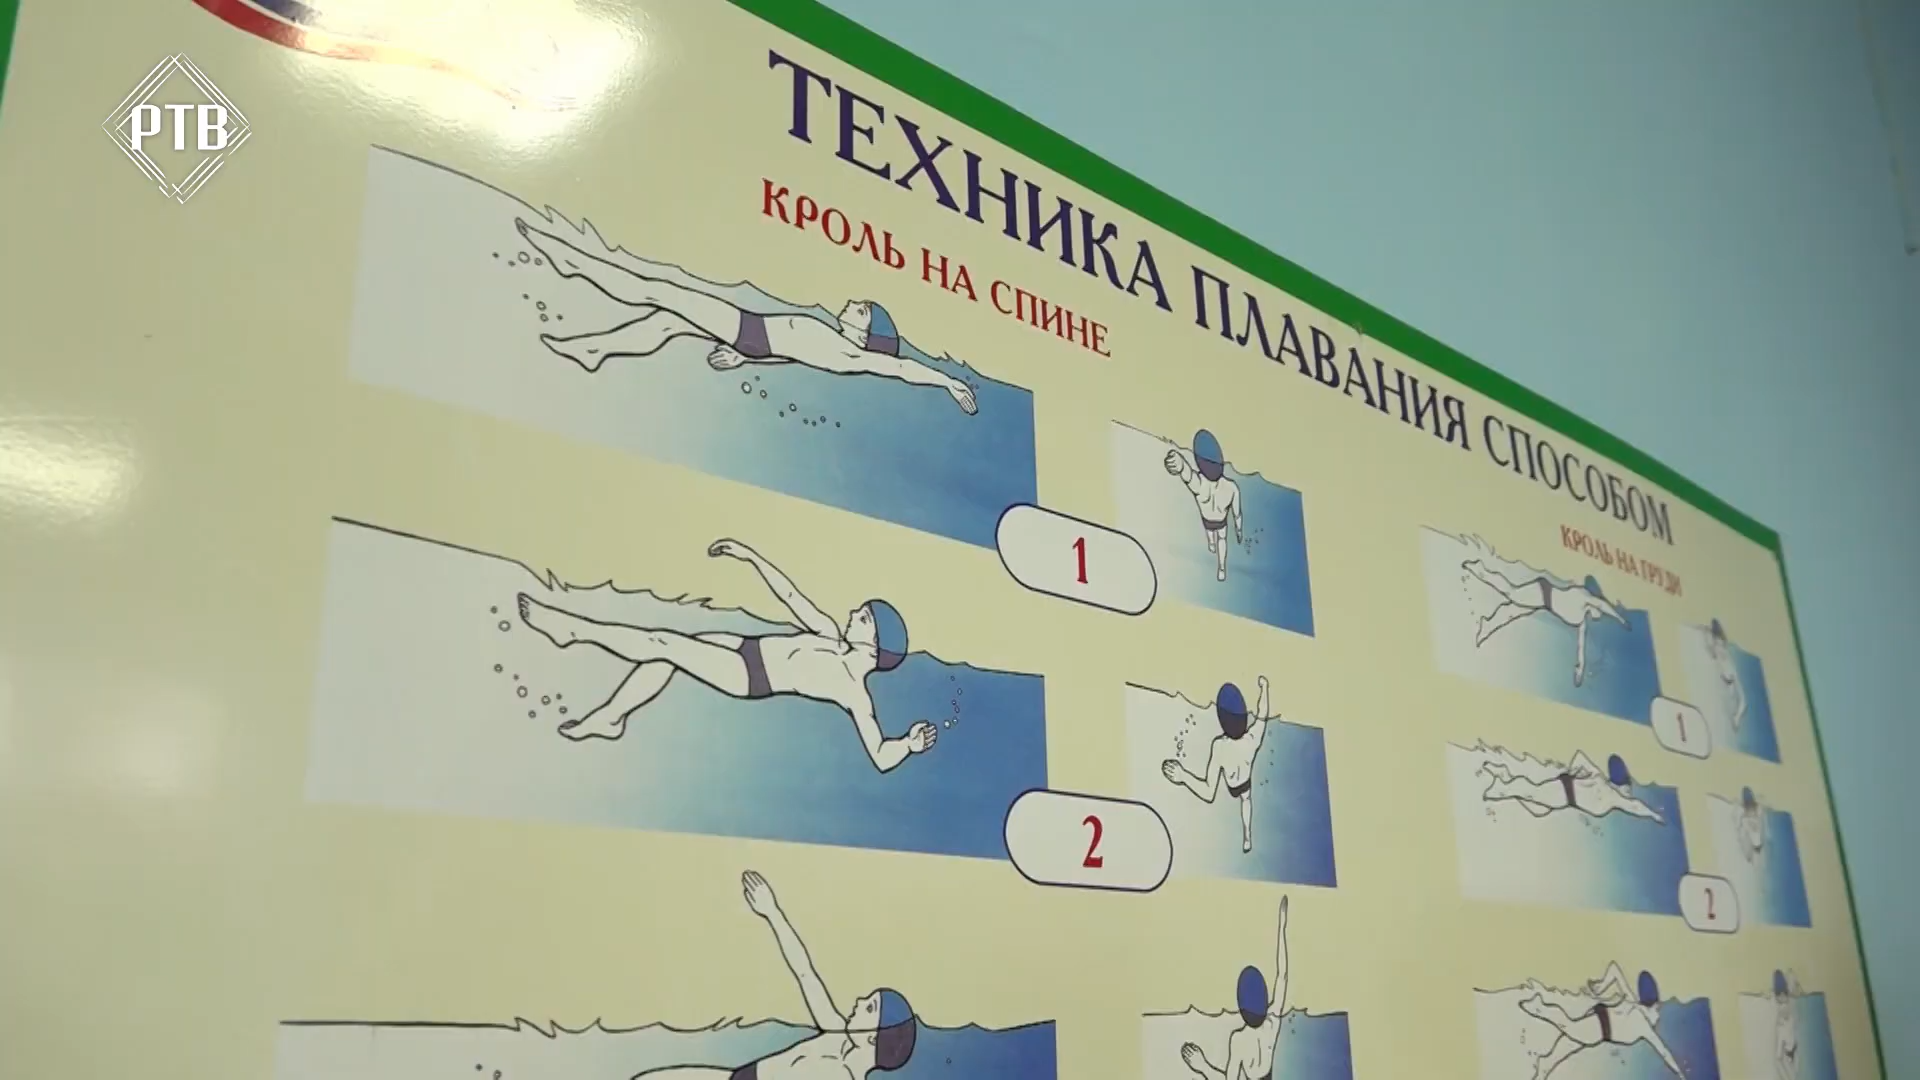 РТВ
ТЕХНИКА ПЛАВАНИЯ СПОСОБОМ
КРОЛЬ НА СПИНЕ
1
2
КРОЛЬ НА ГРУДИ
1
2